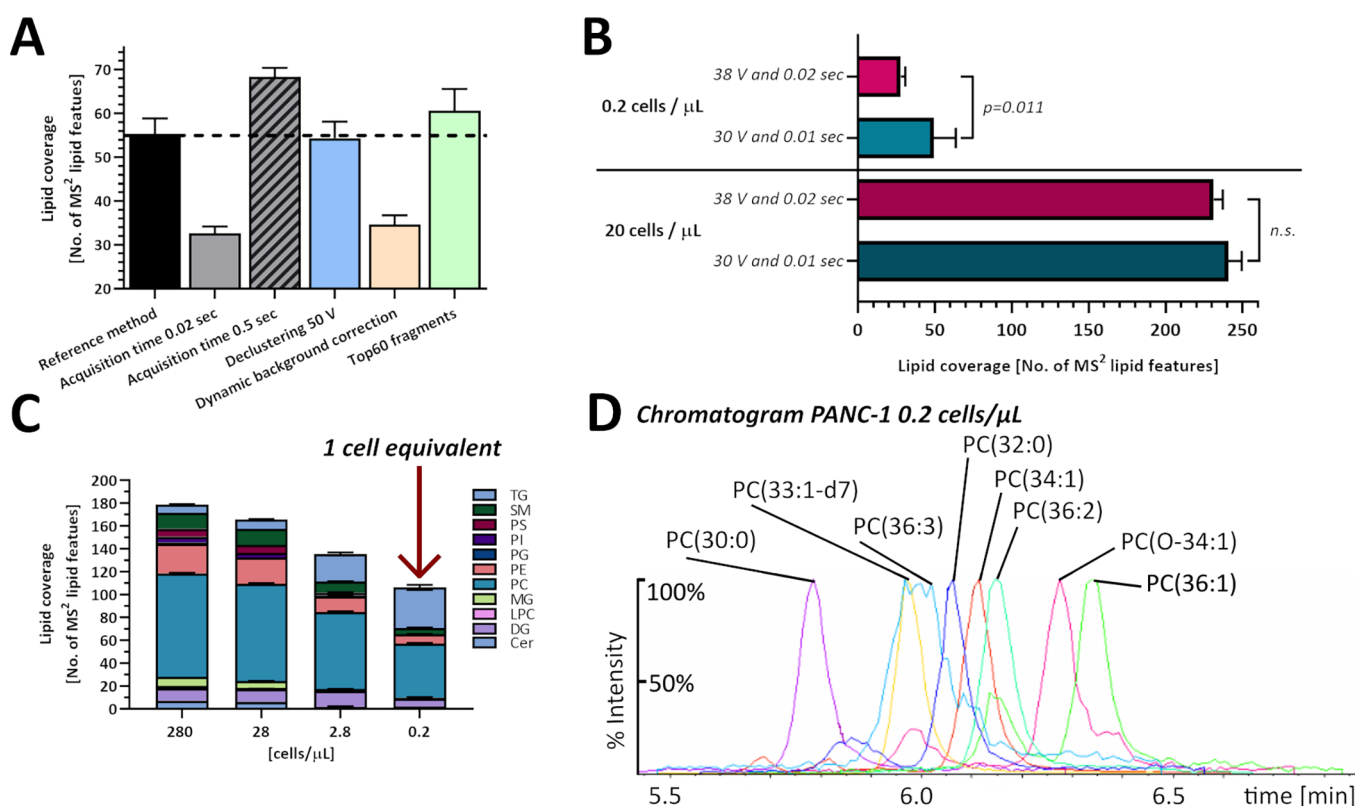 A
Lipid coverage
[No. of MS² lipid featues]
70
60
50
40
30
20
Reference method
Acquisition time 0.02 sec
Acquisition time 0.5 sec
Declustering 50 V
Dynamic background correction
Top60 fragments
B
0.2 cells / µL
38 V and 0.02 sec
30 V and 0.01 sec
p=0.011
20 cells / µL
38 V and 0.02 sec
30 V and 0.01 sec
n.s.
0 50 100 150 200 250
Lipid coverage [No. of MS² lipid features]
C
1 cell equivalent
Lipid coverage
[No. of MS² lipid features]
200
180
160
140
120
100
80
60
40
20
0
280 28 2.8 0.2
[cells/µL]
TG
SM
PS
PI
PG
PE
PC
MG
LPC
DG
Cer
D Chromatogram PANC-1 0.2 cells/µL
PC(32:0)
PC(34:1)
PC(33:1-d7)
PC(36:2)
PC(36:3)
PC(30:0)
PC(O-34:1)
PC(36:1)
100%
50%
% Intensity
5.5 6.0 6.5 time [min]